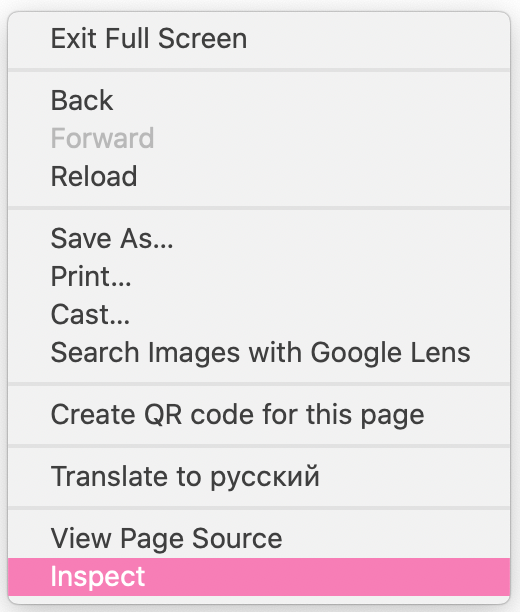 Exit Full Screen
Back
Forward
Reload
Save As...
Print...
Cast...
Search Images with Google Lens
Create QR code for this page
Translate to русский
View Page Source
Inspect